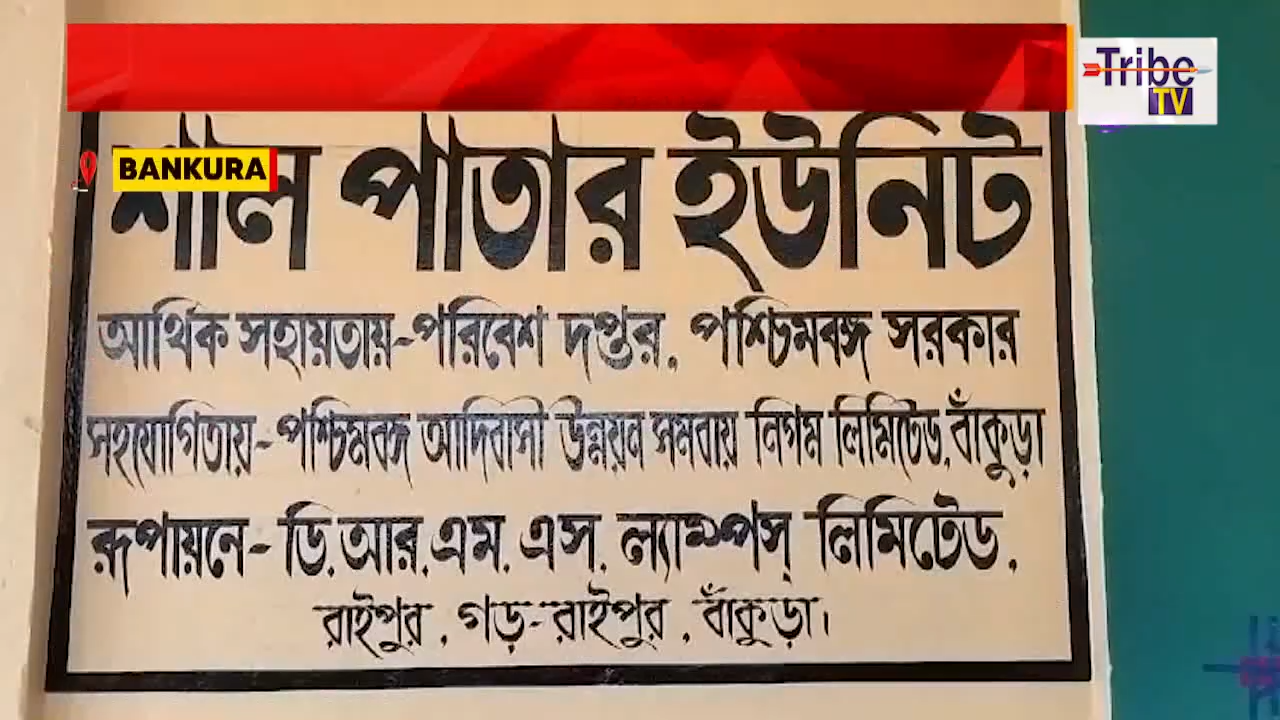 Tribe
TV
BANKURA
শাল পাতার ইউনিট
আর্থিক সহায়তায়-পরিবেশ দপ্তর, পশ্চিমবঙ্গ সরকার
সহযোগিতায়-পশ্চিমবঙ্গ আদিবাসী উন্নয়ন সমবায় নিগম লিমিটেড, বাঁকুড়া
রূপায়নে- ডি.আর.এম.এস. ল্যাম্পস্ লিমিটেড,
রাইপুর, গড়-রাইপুর, বাঁকুড়া।